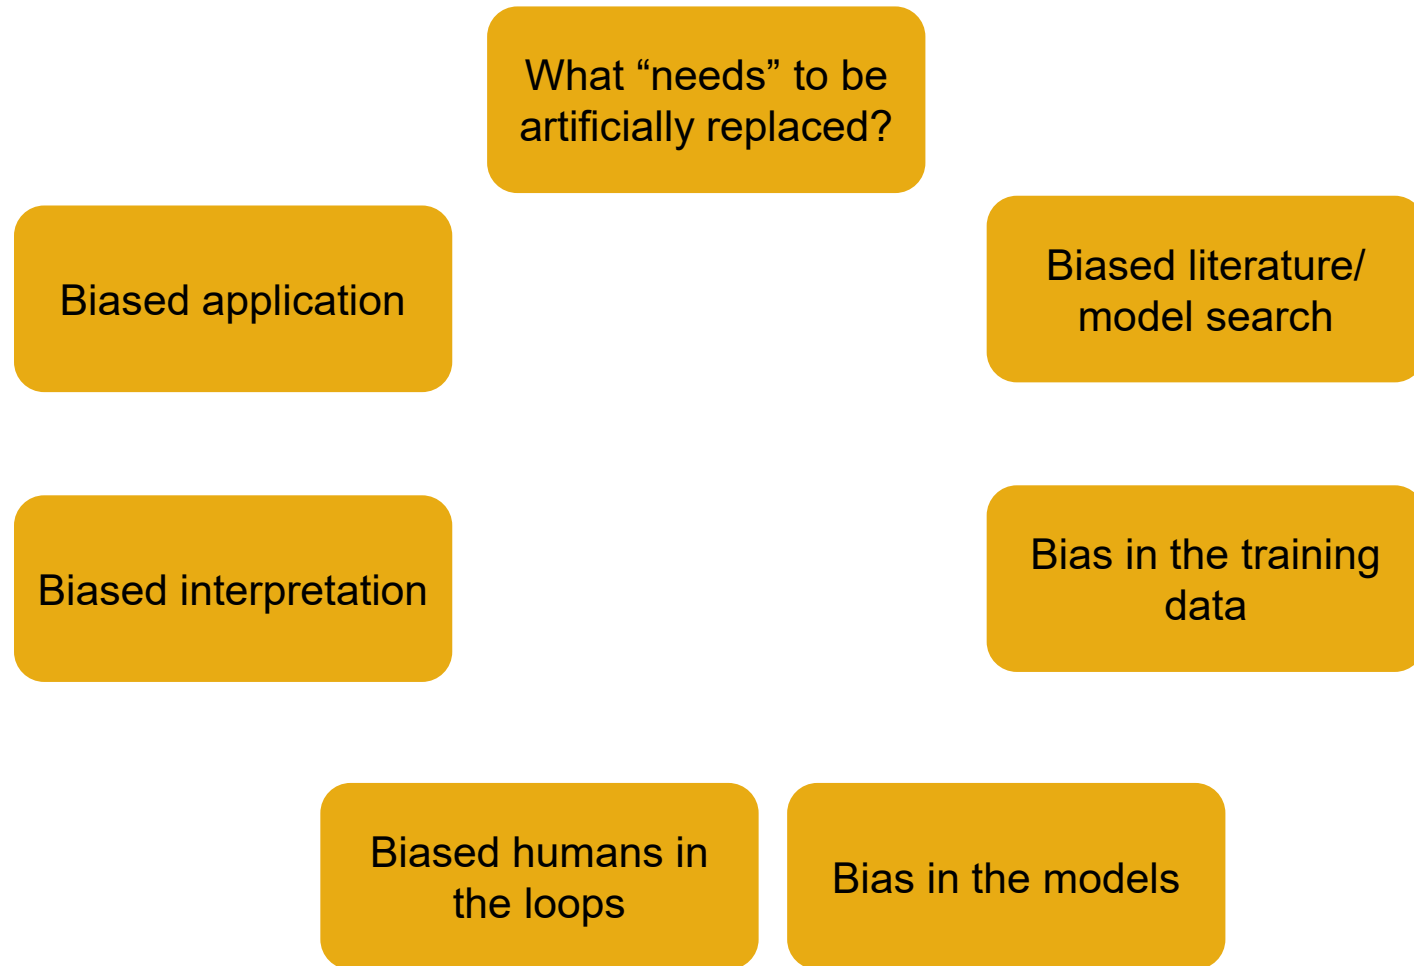 What “needs” to be
artificially replaced?
Biased literature/
model search
Bias in the training
data
Bias in the models
Biased humans in
the loops
Biased interpretation
Biased application